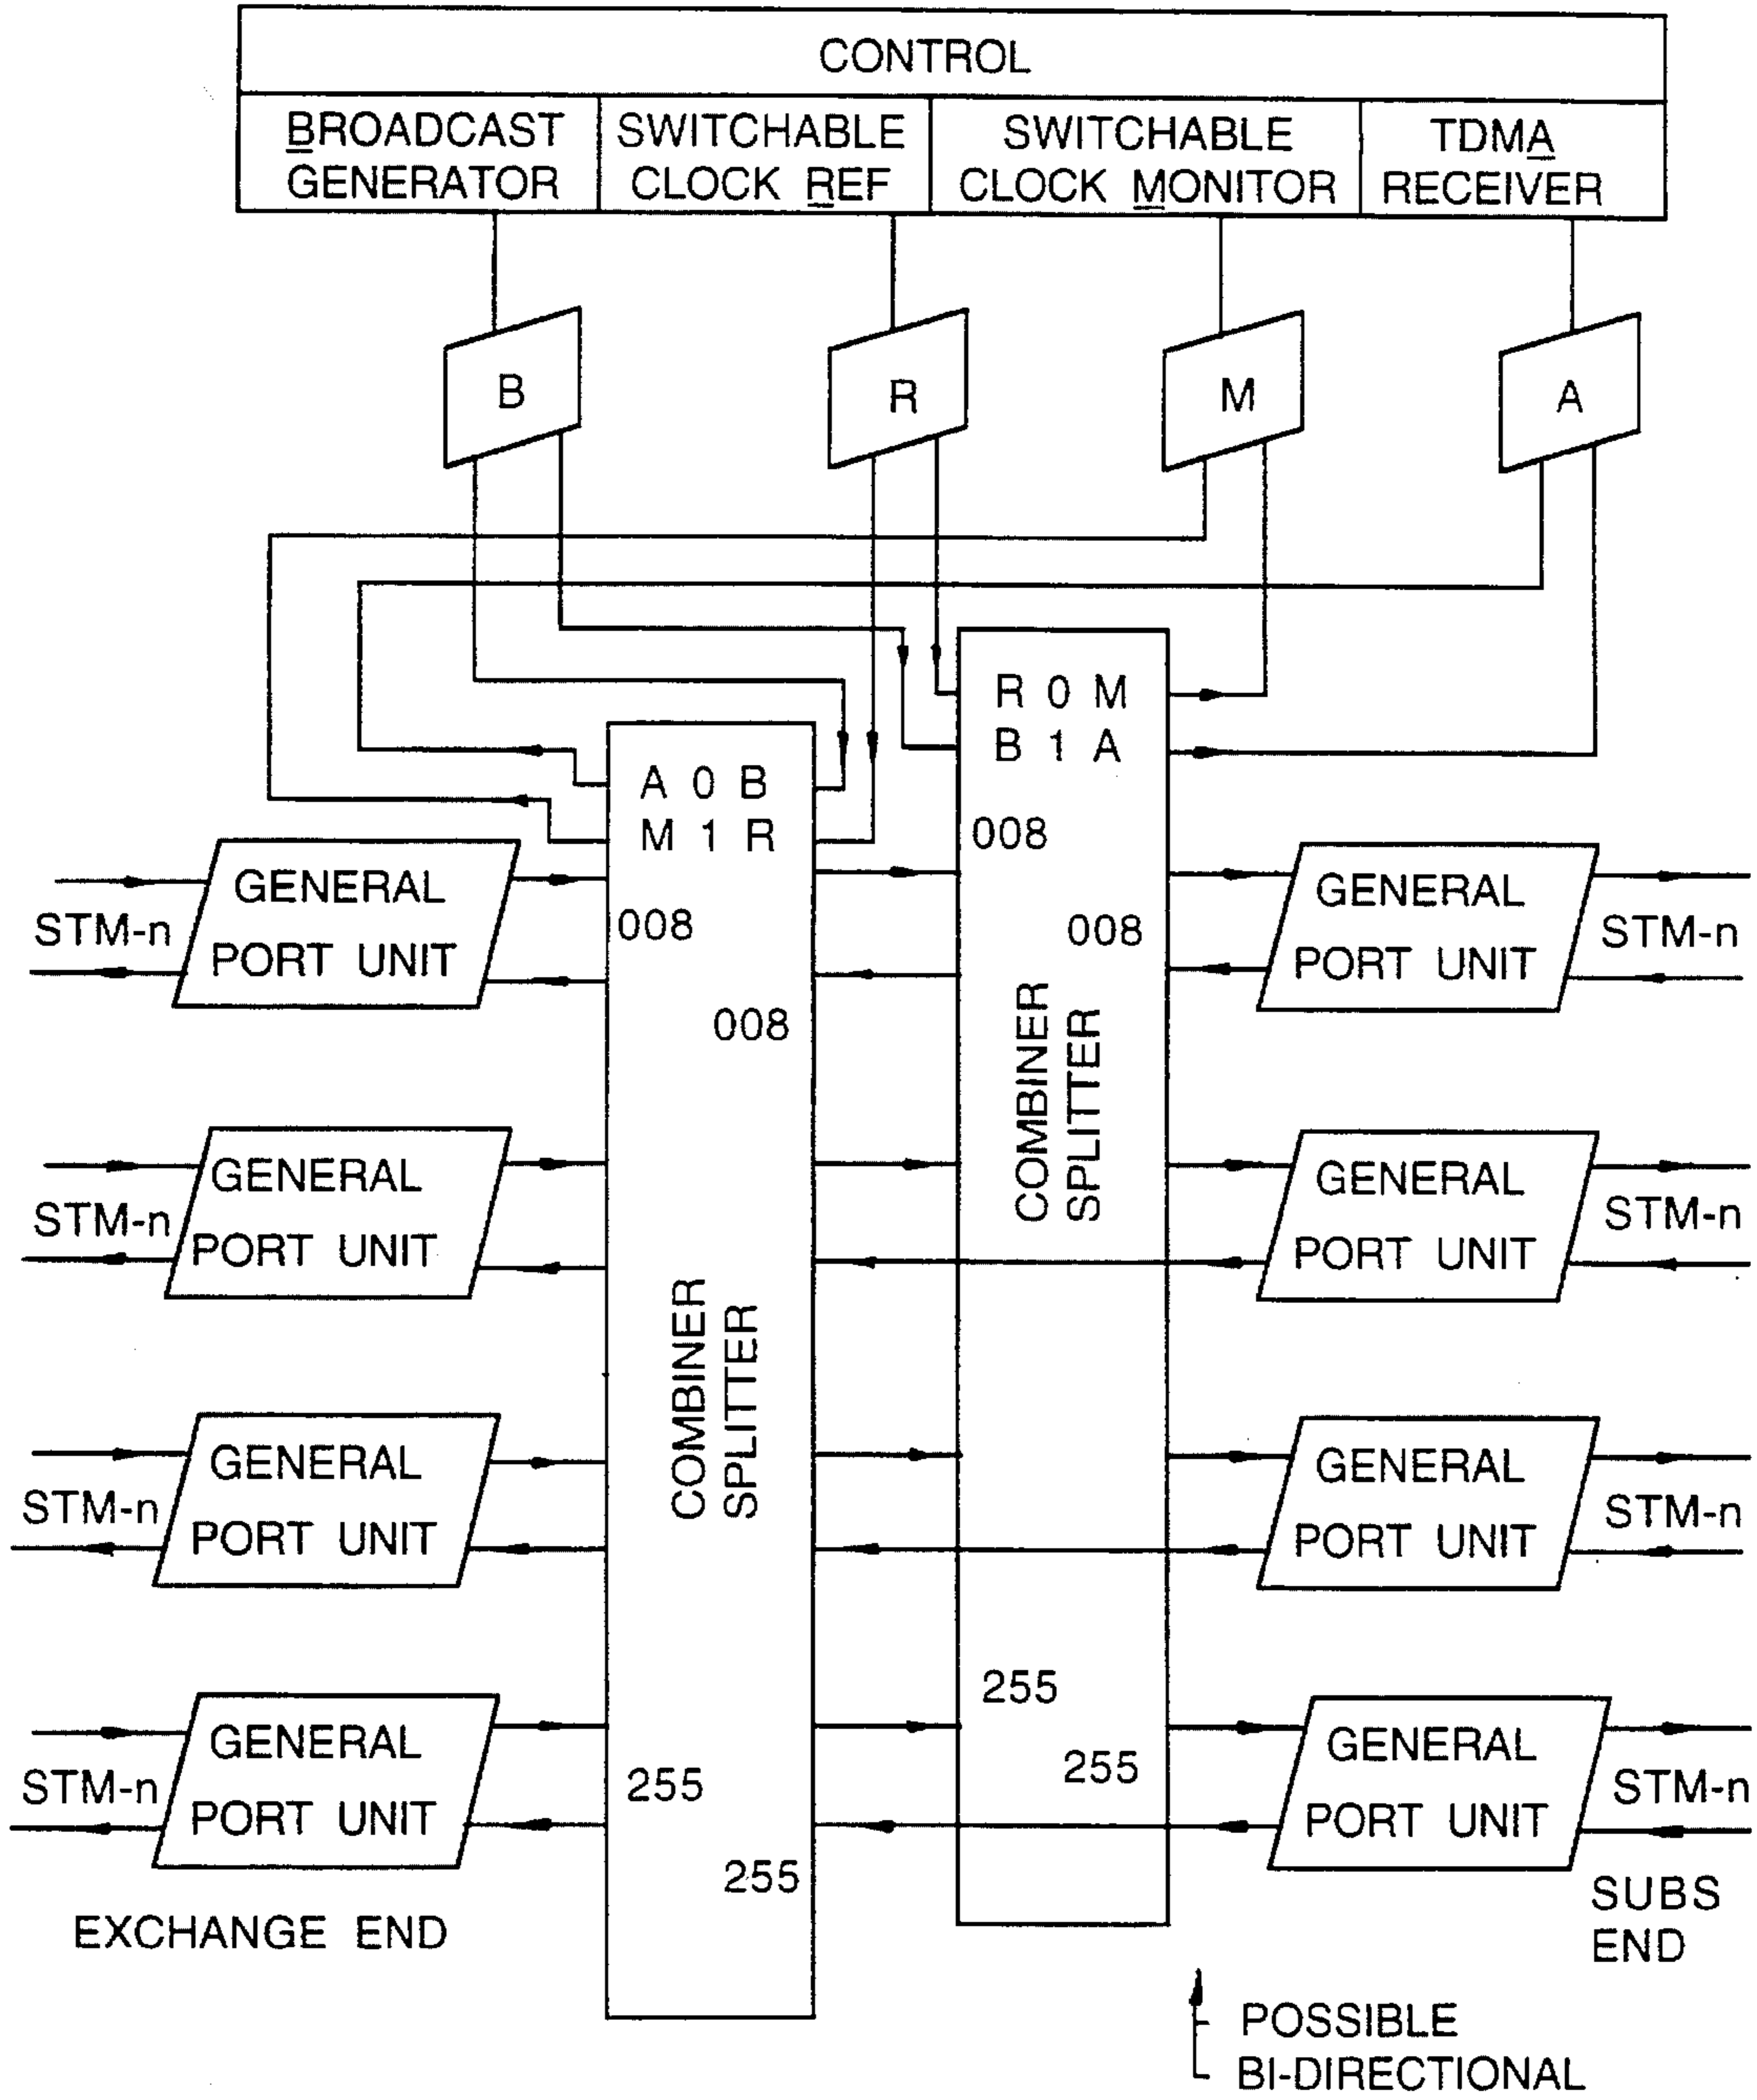 CONTROL
BROADCAST GENERATOR
SWITCHABLE CLOCK REF
SWITCHABLE CLOCK MONITOR
TDMA RECEIVER
B
R
M
A
R 0 M
B 1 A
A 0 B
M 1 R
008
008
008
008
GENERAL
PORT UNIT
STM-n
GENERAL
PORT UNIT
STM-n
COMBINER
SPLITTER
GENERAL
PORT UNIT
STM-n
GENERAL
PORT UNIT
STM-n
COMBINER
SPLITTER
GENERAL
PORT UNIT
STM-n
GENERAL
PORT UNIT
STM-n
255
255
255
255
GENERAL
PORT UNIT
STM-n
GENERAL
PORT UNIT
STM-n
EXCHANGE END
SUBS
END
POSSIBLE
BI-DIRECTIONAL